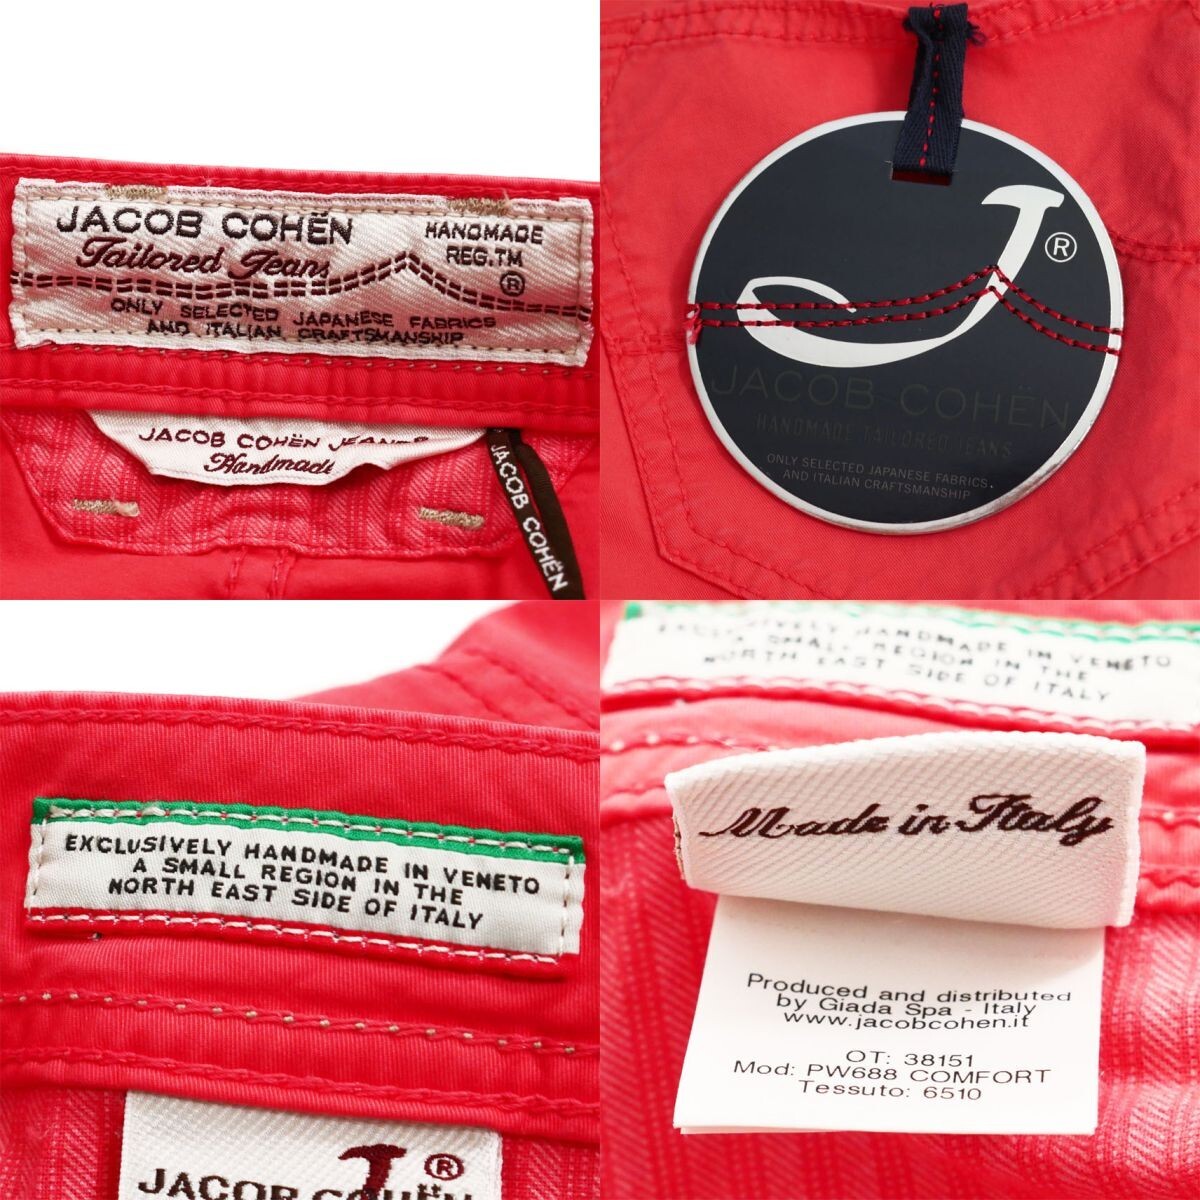 JACOB COHËN
Tailored Jeans
HANDMADE
REG.TM
®
ONLY SELECTED JAPANESE FABRICS
AND ITALIAN CRAFTSMANSHIP
JACOB COHËN JEANS
Handmade
JACOB COHËN
J®
JACOB COHËN
HANDMADE TAILORED JEANS
ONLY SELECTED JAPANESE FABRICS.
AND ITALIAN CRAFTSMANSHIP
EXCLUSIVELY HANDMADE IN VENETO
A SMALL REGION IN THE
NORTH EAST SIDE OF ITALY
J®
JACOB COHËN
EXCLUSIVELY HANDMADE IN VENETO
A SMALL REGION IN THE
NORTH EAST SIDE OF ITALY
Made in Italy
Produced and distributed
by Giada Spa - Italy
www.jacobcohen.it
OT: 38151
Mod: PW688 COMFORT
Tessuto: 6510